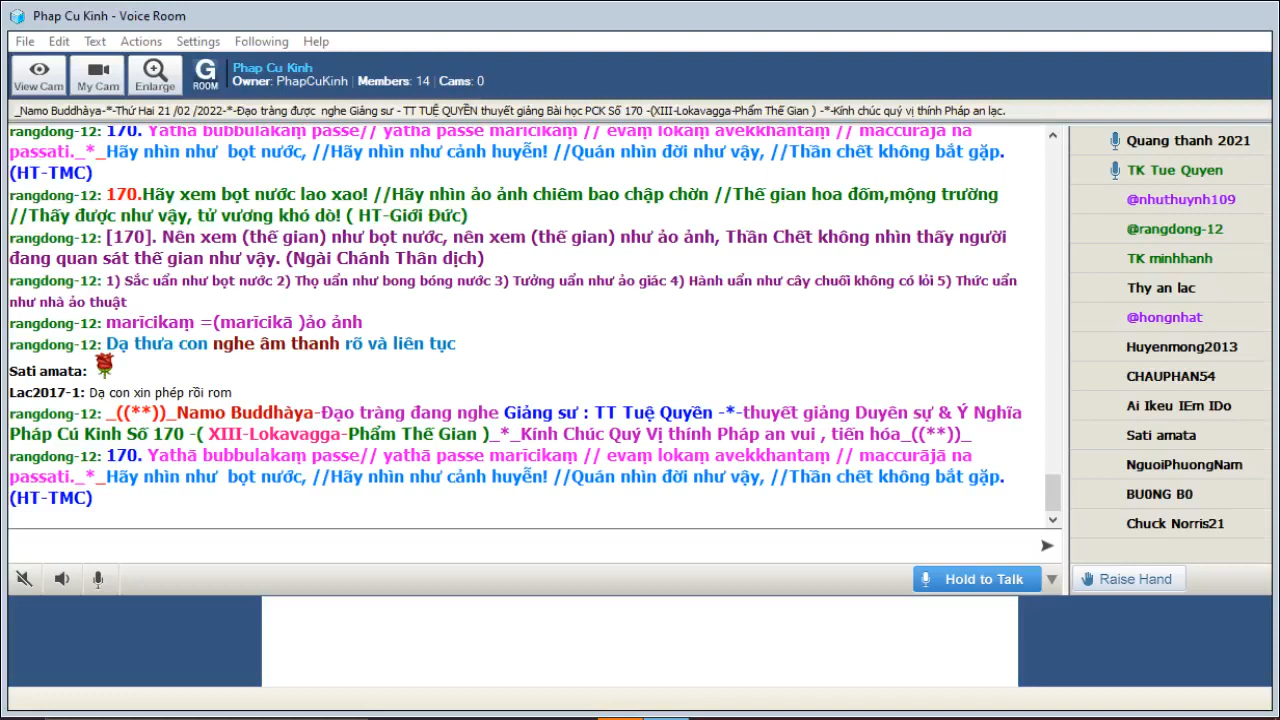 Phap Cu Kinh - Voice Room
File Edit Text Actions Settings Following Help
View Cam My Cam Enlarge G ROOM
Phap Cu Kinh
Owner: PhapCuKinh | Members: 14 | Cams: 0
_Namo Buddhàya-*-Thứ Hai 21 /02 /2022-*-Đạo tràng được nghe Giảng sư - TT TUỆ QUYỀN thuyết giảng Bài học PCK Số 170 -(XIII-Lokavagga-Phẩm Thế Gian ) -*-Kính chúc quý vị thính Pháp an lạc.
rangdong-12: 170. Yathā bubbulakaṃ passe// yathā passe marīcikaṃ // evaṃ lokaṃ avekkhantaṃ // maccurājā na
passati._*_Hãy nhìn như bọt nước, //Hãy nhìn như cảnh huyễn! //Quán nhìn đời như vậy, //Thần chết không bắt gặp.
(HT-TMC)
rangdong-12: 170.Hãy xem bọt nước lao xao! //Hãy nhìn ảo ảnh chiêm bao chập chờn //Thế gian hoa đốm,mộng trường
//Thấy được như vậy, tử vương khó dò! ( HT-Giới Đức)
rangdong-12: [170]. Nên xem (thế gian) như bọt nước, nên xem (thế gian) như ảo ảnh, Thần Chết không nhìn thấy người
đang quan sát thế gian như vậy. (Ngài Chánh Thân dịch)
rangdong-12: 1) Sắc uẩn như bọt nước 2) Thọ uẩn như bong bóng nước 3) Tưởng uẩn như ảo giác 4) Hành uẩn như cây chuối không có lỏi 5) Thức uẩn
như nhà ảo thuật
rangdong-12: marīcikaṃ =(marīcikā )ảo ảnh
rangdong-12: Dạ thưa con nghe âm thanh rõ và liên tục
Sati amata:
Lac2017-1: Dạ con xin phép rồi rom
rangdong-12: _((**))_Namo Buddhàya-Đạo tràng đang nghe Giảng sư : TT Tuệ Quyền -*-thuyết giảng Duyên sự & Ý Nghĩa
Pháp Cú Kinh Số 170 -( XIII-Lokavagga-Phẩm Thế Gian )_*_Kính Chúc Quý Vị thính Pháp an vui , tiến hóa_((**))_
rangdong-12: 170. Yathā bubbulakaṃ passe// yathā passe marīcikaṃ // evaṃ lokaṃ avekkhantaṃ // maccurājā na
passati._*_Hãy nhìn như bọt nước, //Hãy nhìn như cảnh huyễn! //Quán nhìn đời như vậy, //Thần chết không bắt gặp.
(HT-TMC)
Quang thanh 2021
TK Tue Quyen
@nhuthuynh109
@rangdong-12
TK minhhanh
Thy an lac
@hongnhat
Huyenmong2013
CHAUPHAN54
Ai Ikeu IEm IDo
Sati amata
NguoiPhuongNam
BU0NG B0
Chuck Norris21
Hold to Talk
Raise Hand